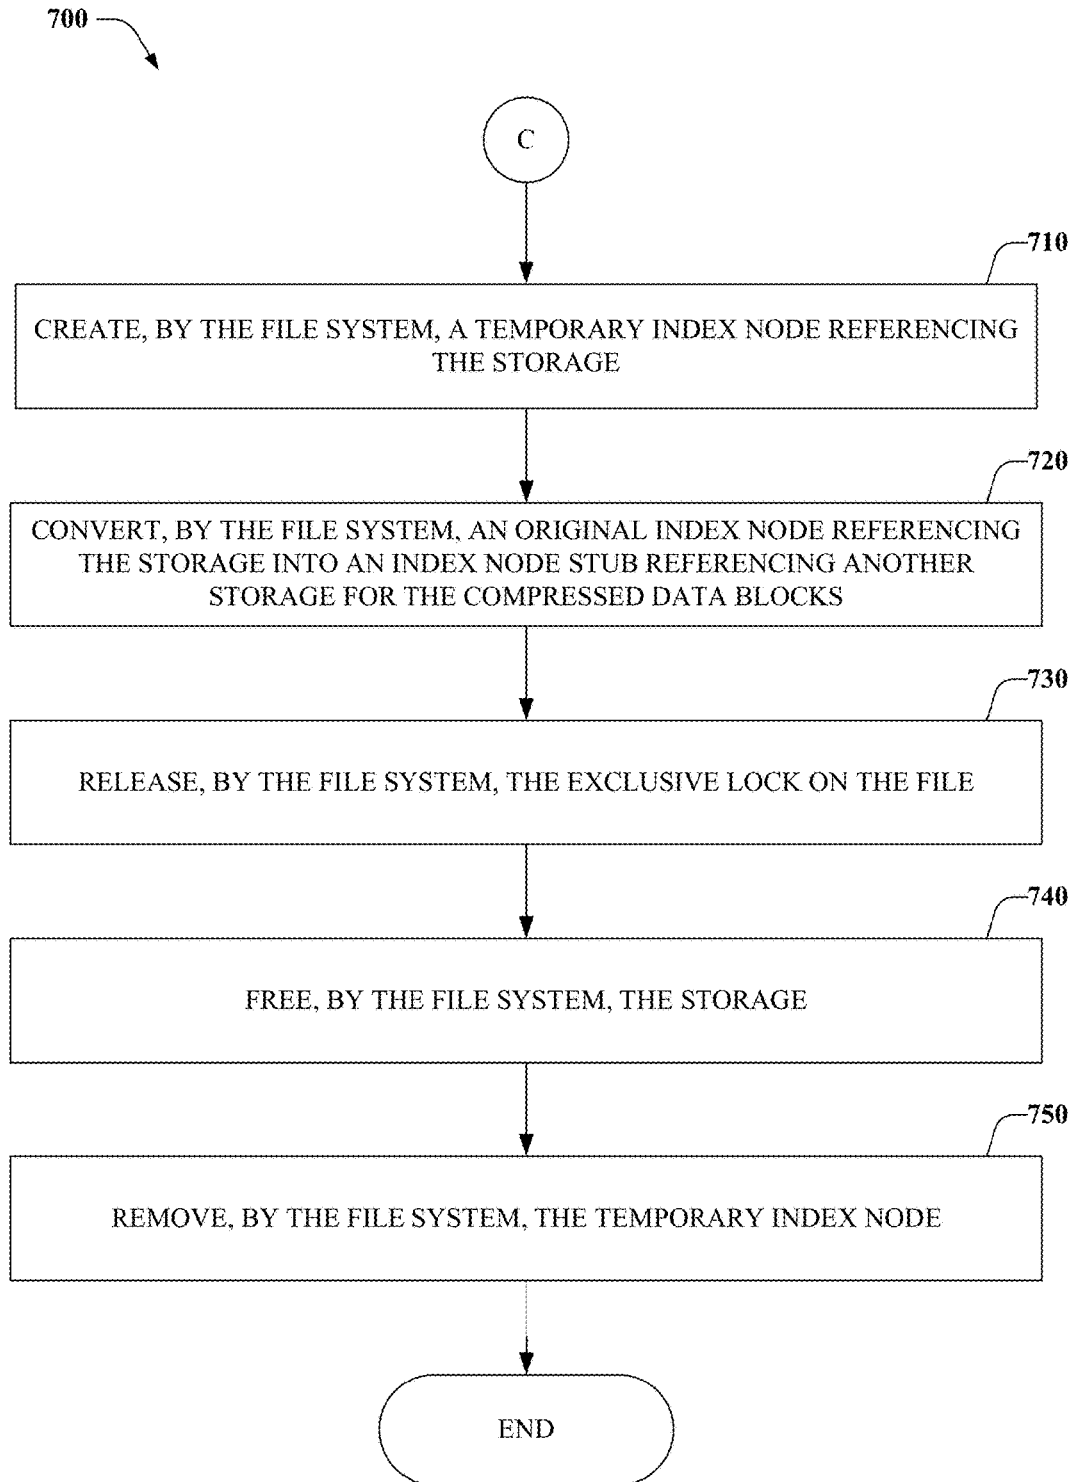 700
C
710
CREATE, BY THE FILE SYSTEM, A TEMPORARY INDEX NODE REFERENCING
THE STORAGE
720
CONVERT, BY THE FILE SYSTEM, AN ORIGINAL INDEX NODE REFERENCING
THE STORAGE INTO AN INDEX NODE STUB REFERENCING ANOTHER
STORAGE FOR THE COMPRESSED DATA BLOCKS
730
RELEASE, BY THE FILE SYSTEM, THE EXCLUSIVE LOCK ON THE FILE
740
FREE, BY THE FILE SYSTEM, THE STORAGE
750
REMOVE, BY THE FILE SYSTEM, THE TEMPORARY INDEX NODE
END